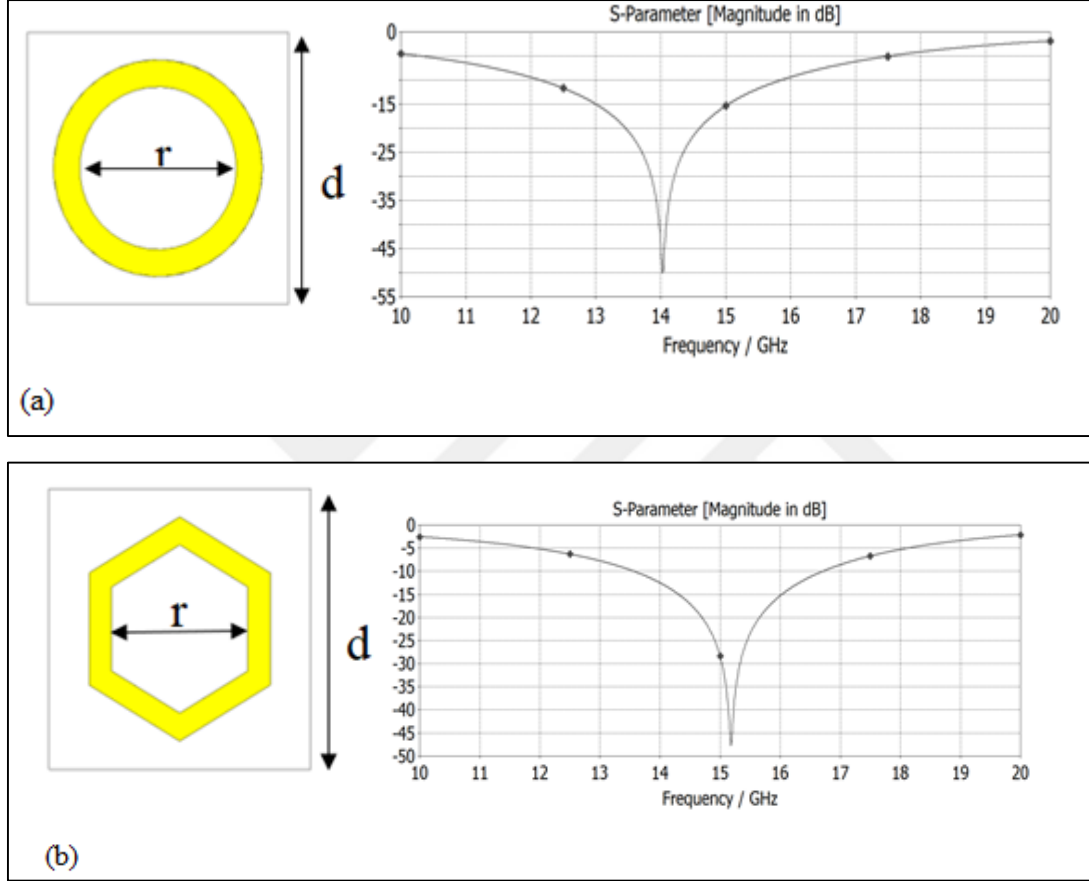 S-Parameter [Magnitude in dB]
0
-15
-25
-35
-45
-55
10 11 12 13 14 15 16 17 18 19 20
Frequency / GHz
r
d
(a)
S-Parameter [Magnitude in dB]
0
-5
-10
-15
-20
-25
-30
-35
-40
-45
-50
10 11 12 13 14 15 16 17 18 19 20
Frequency / GHz
r
d
(b)